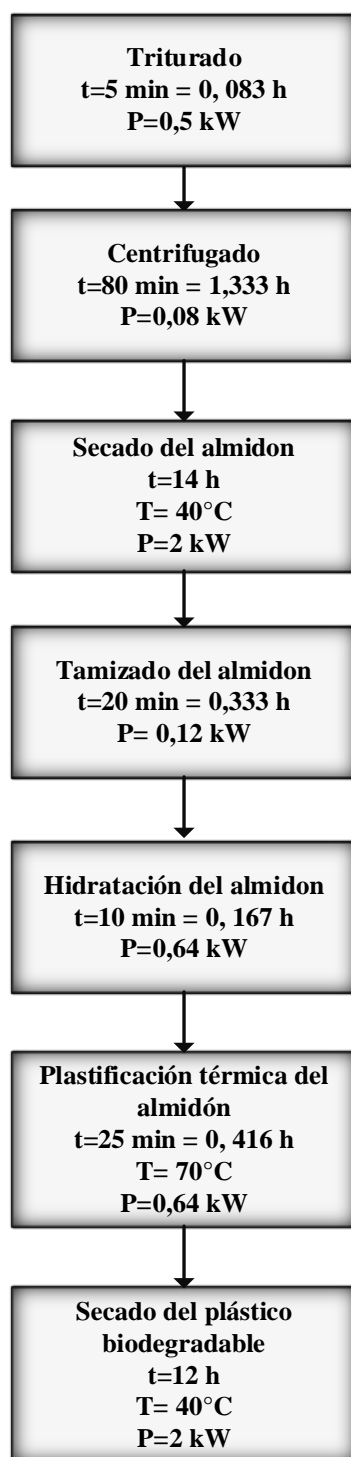 Triturado
t=5 min = 0, 083 h
P=0,5 kW
Centrifugado
t=80 min = 1,333 h
P=0,08 kW
Secado del almidon
t=14 h
T= 40°C
P=2 kW
Tamizado del almidon
t=20 min = 0,333 h
P= 0,12 kW
Hidratación del almidon
t=10 min = 0, 167 h
P=0,64 kW
Plastificación térmica del
almidón
t=25 min = 0, 416 h
T= 70°C
P=0,64 kW
Secado del plástico
biodegradable
t=12 h
T= 40°C
P=2 kW